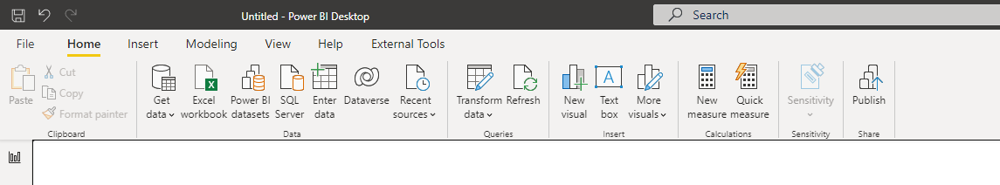 Untitled - Power BI Desktop
Search
File Home Insert Modeling View Help External Tools
Paste
Cut
Copy
Format painter
Get data
Excel workbook
Power BI datasets
SQL Server
Enter data
Dataverse
Recent sources
Transform data
Refresh
New visual
A
Text box
More visuals
New measure
Quick measure
Sensitivity
Publish
Clipboard Data Queries Insert Calculations Sensitivity Share